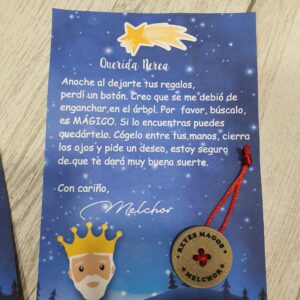 Querida Nerea
Anoche al dejarte tus regalos,
perdí un botón. Creo que se me debió de
enganchar en el árbol. Por favor, búscalo,
es MÁGICO. Si lo encuentras puedes
quedártelo. Cógelo entre tus manos, cierra
los ojos y pide un deseo, estoy seguro
de que te dará muy buena suerte.
Con cariño,
Melchor
REYES MAGOS
MELCHOR